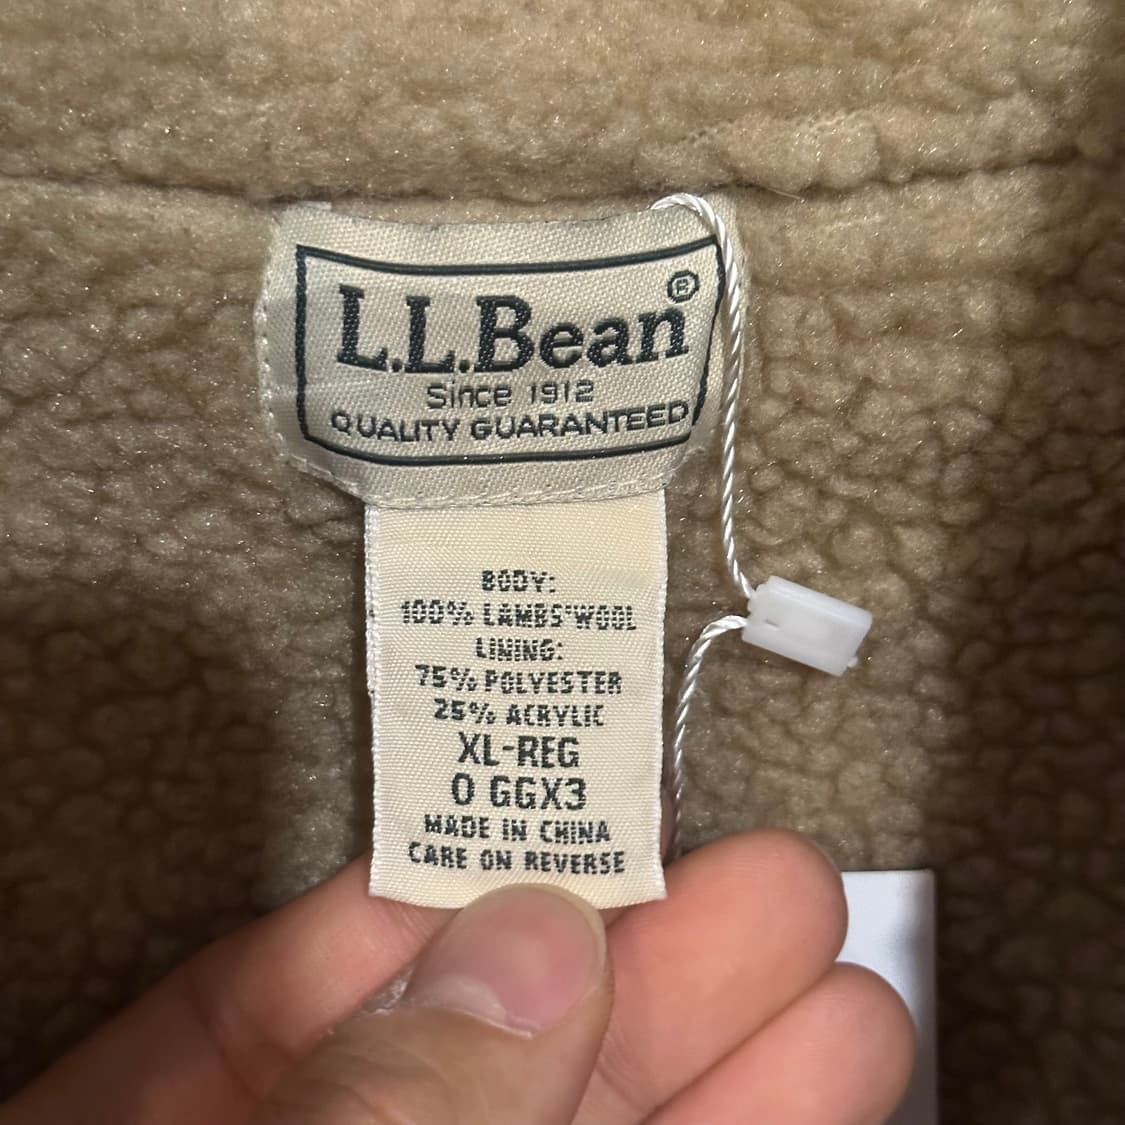 L.L.Bean®
Since 1912
QUALITY GUARANTEED
BODY:
100% LAMBS'WOOL
LINING:
75% POLYESTER
25% ACRYLIC
XL-REG
0 GGX3
MADE IN CHINA
CARE ON REVERSE